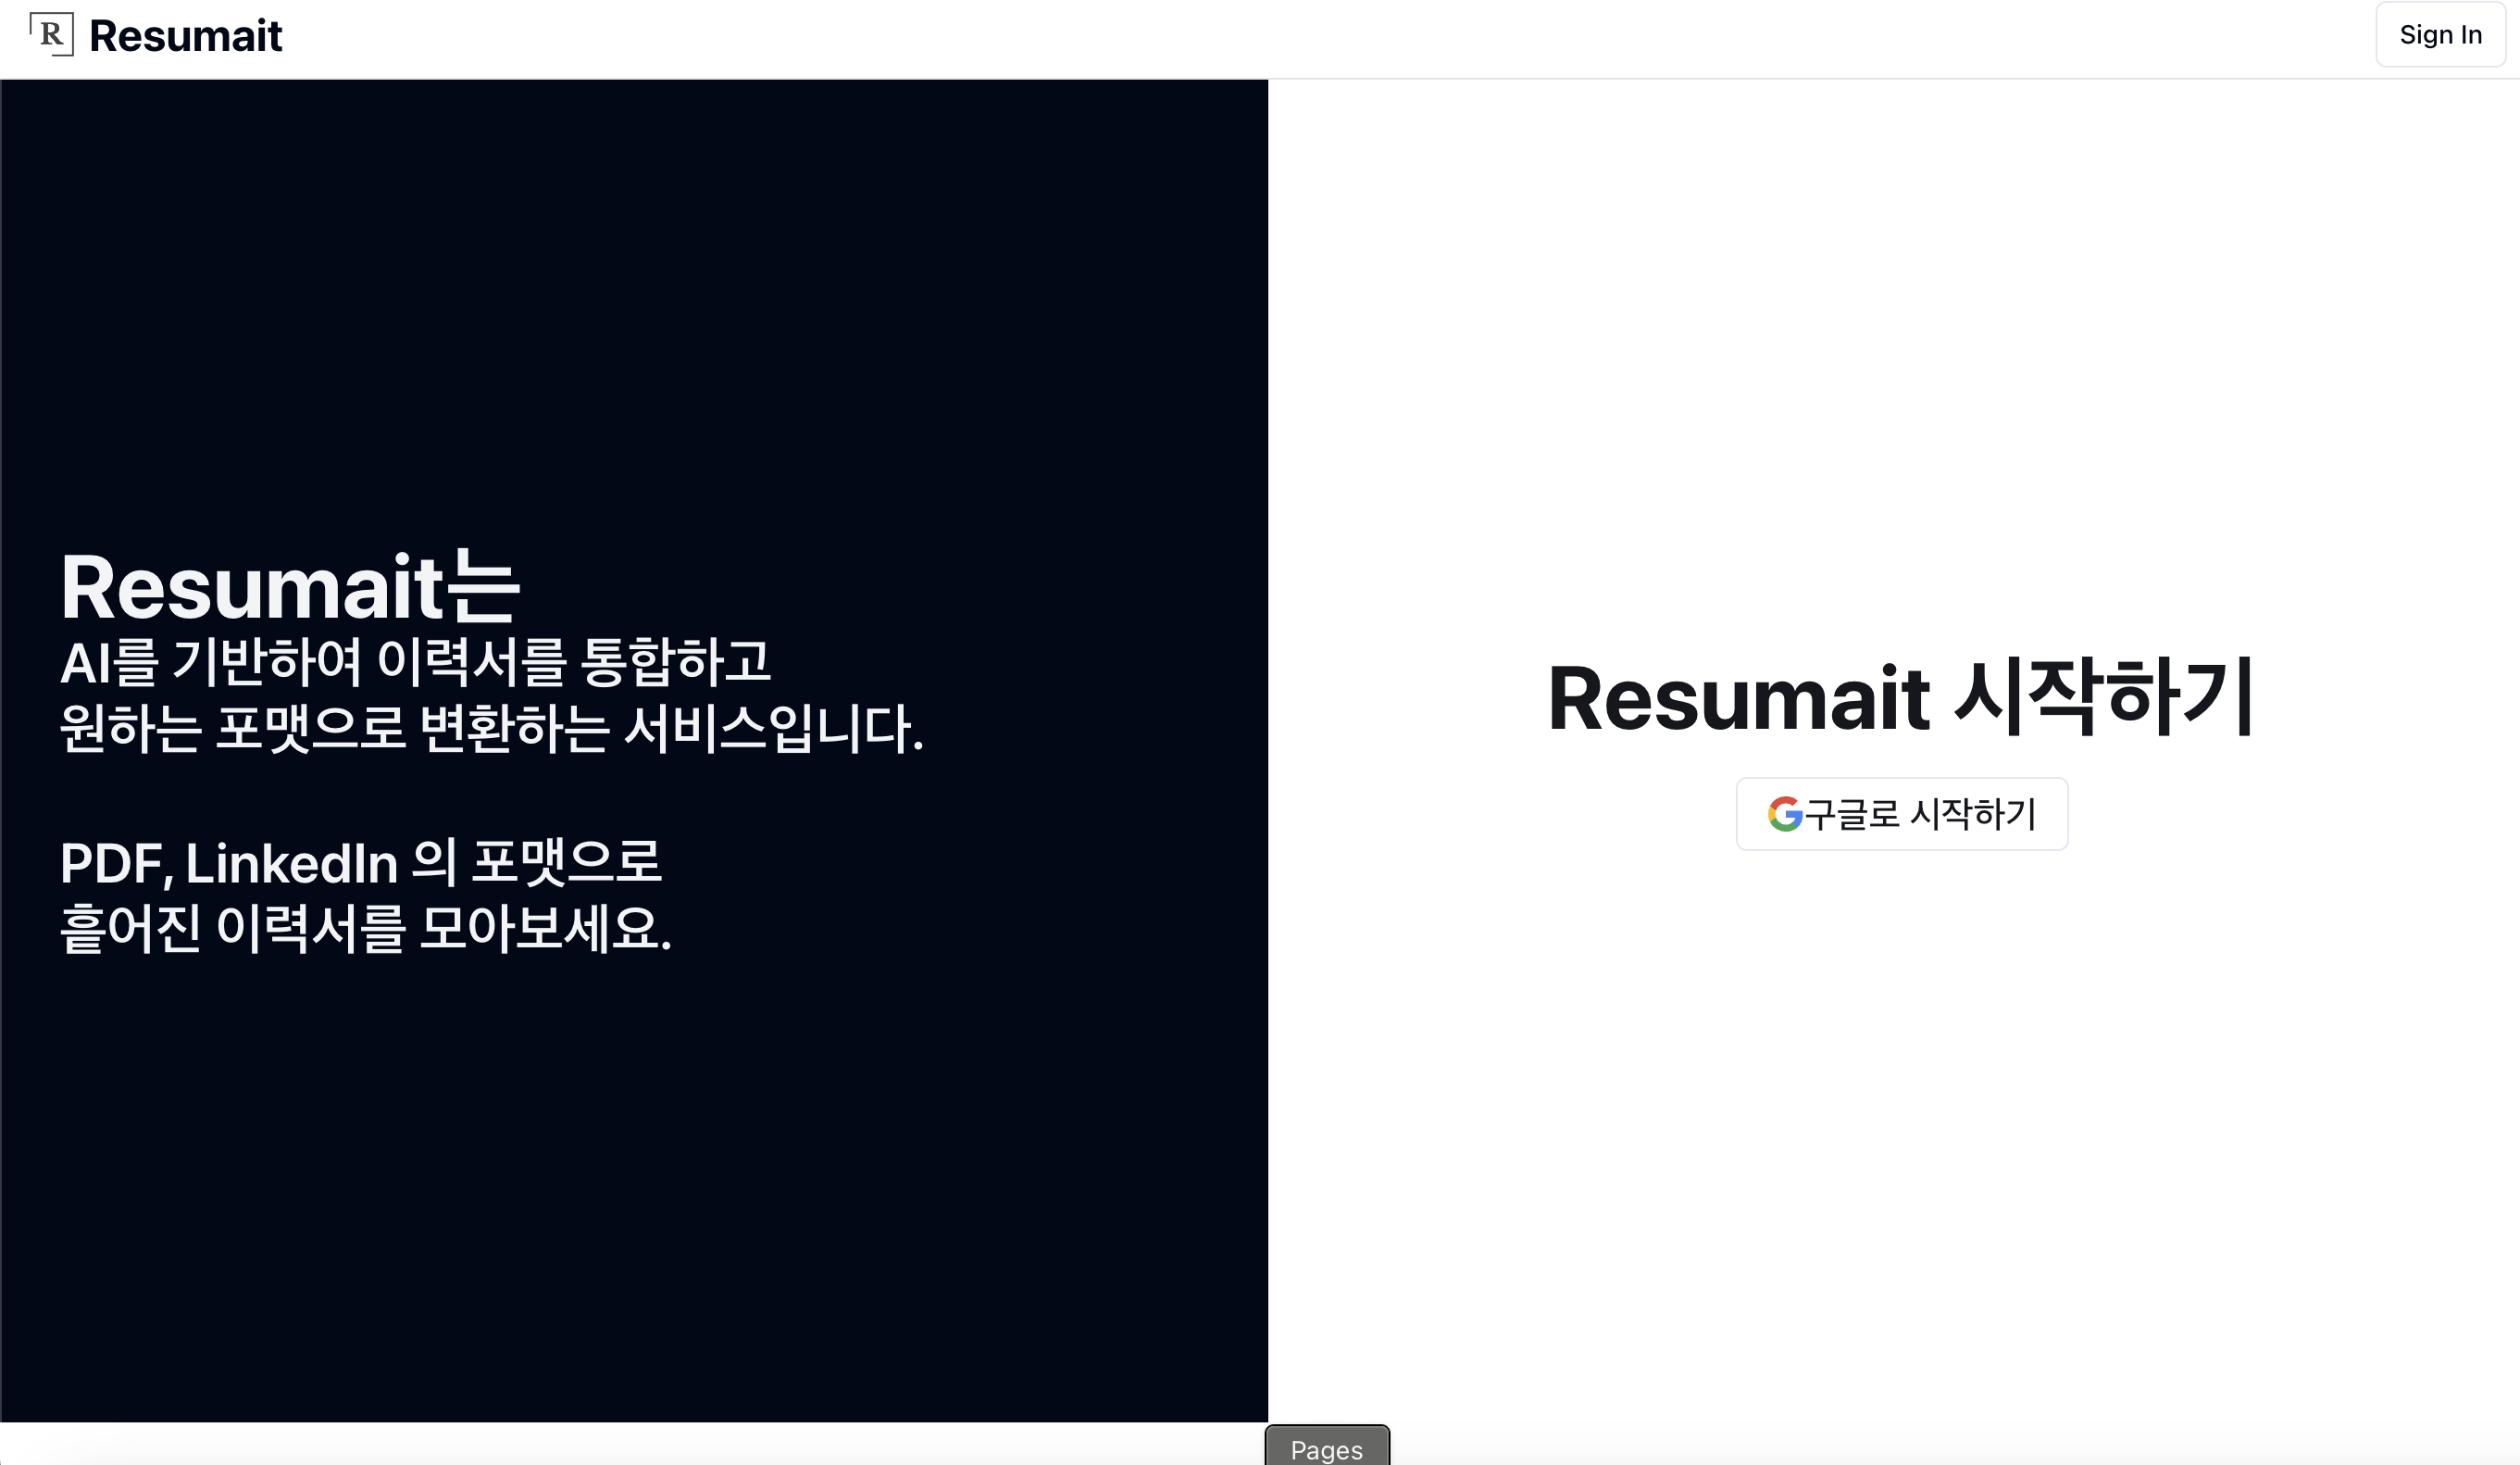 R Resumait
Sign In
Resumait는
AI를 기반하여 이력서를 통합하고
원하는 포맷으로 변환하는 서비스입니다.
PDF, LinkedIn 의 포맷으로
흩어진 이력서를 모아보세요.
Resumait 시작하기
구글로 시작하기
Pages